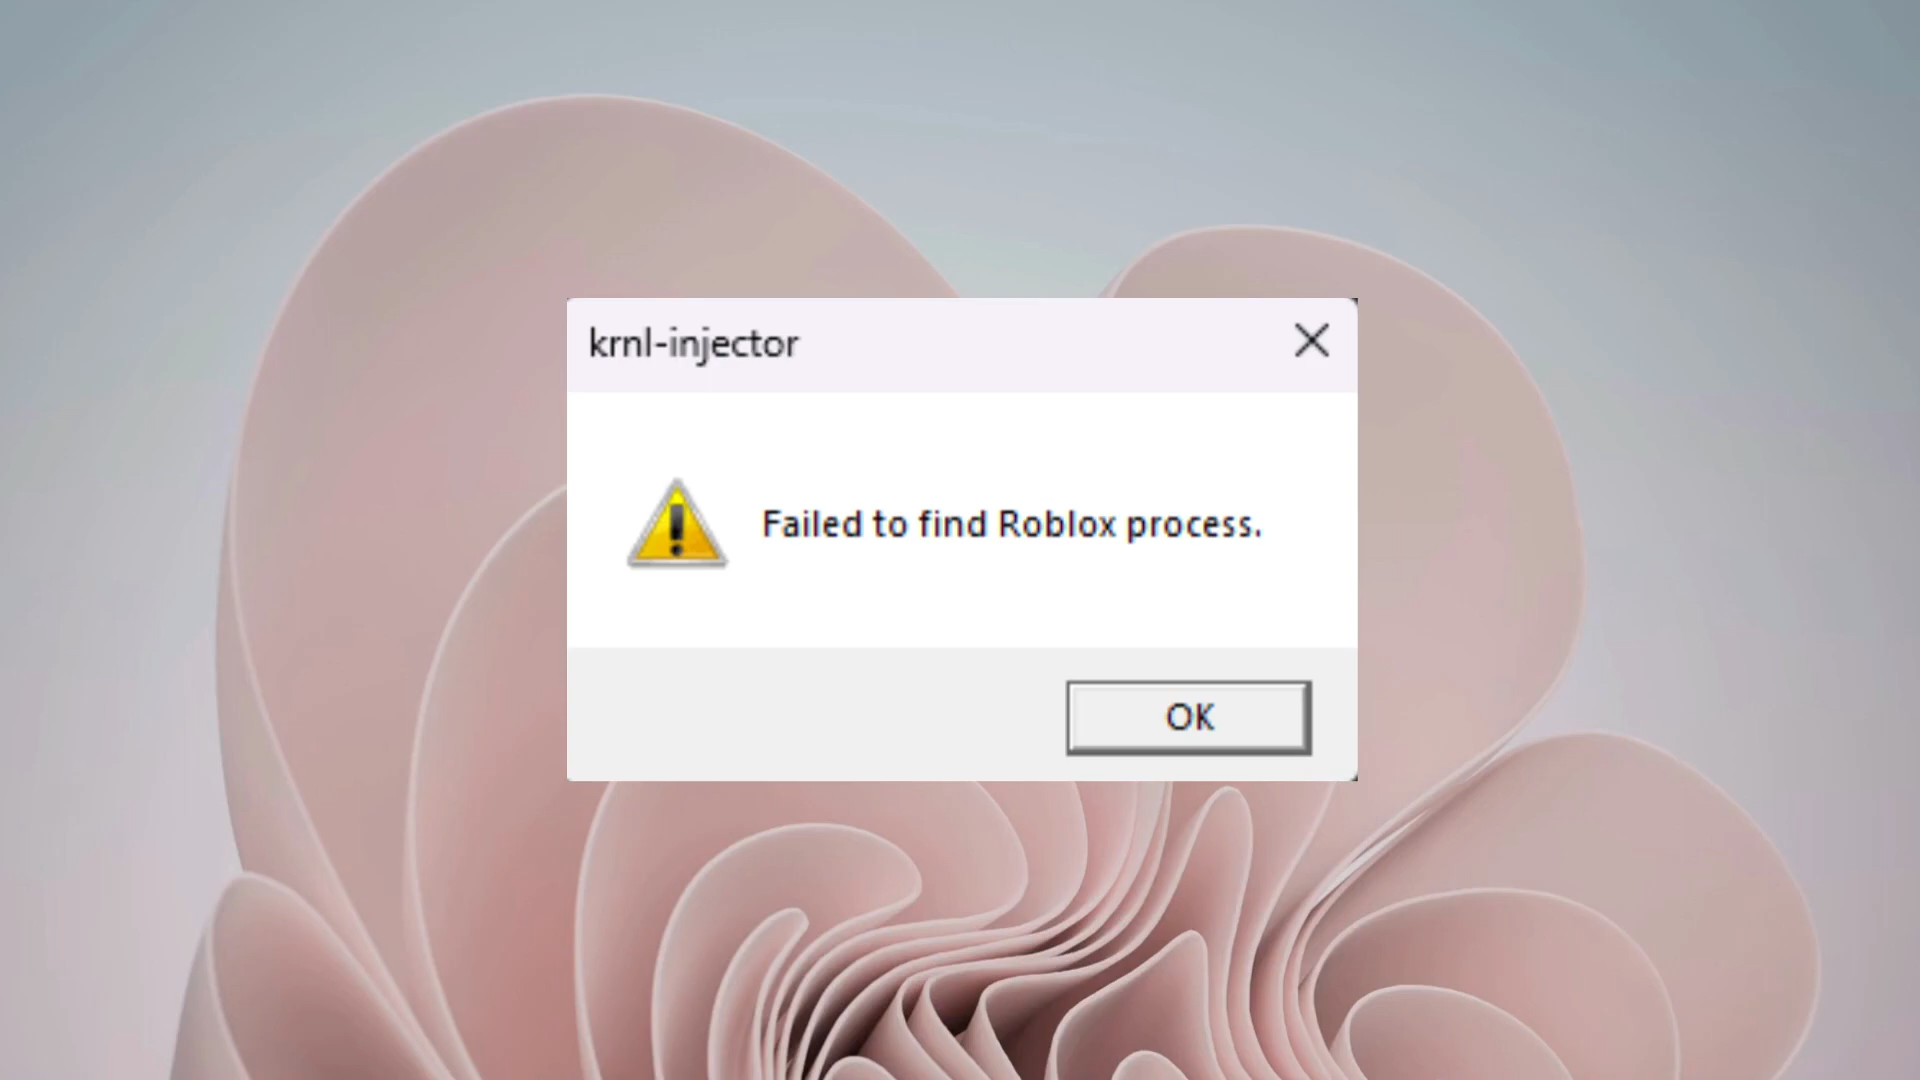 krnl-injector
Failed to find Roblox process.
OK